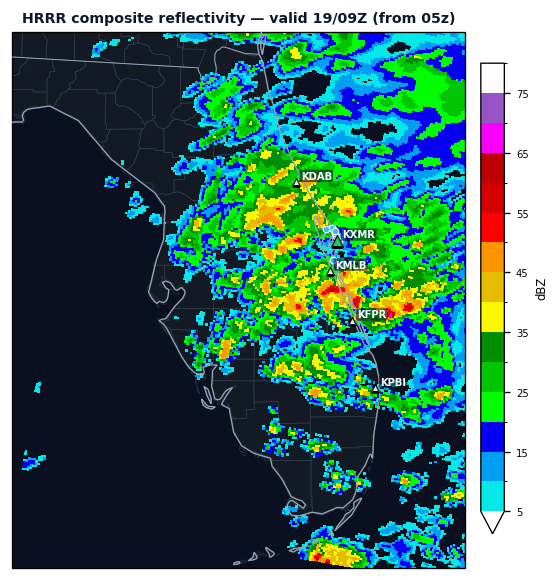 HRRR composite reflectivity — valid 19/09Z (from 05z)
KDAB
KXMR
KMLB
KFPR
KPBI
75
65
55
45
35
25
15
5
dBZ